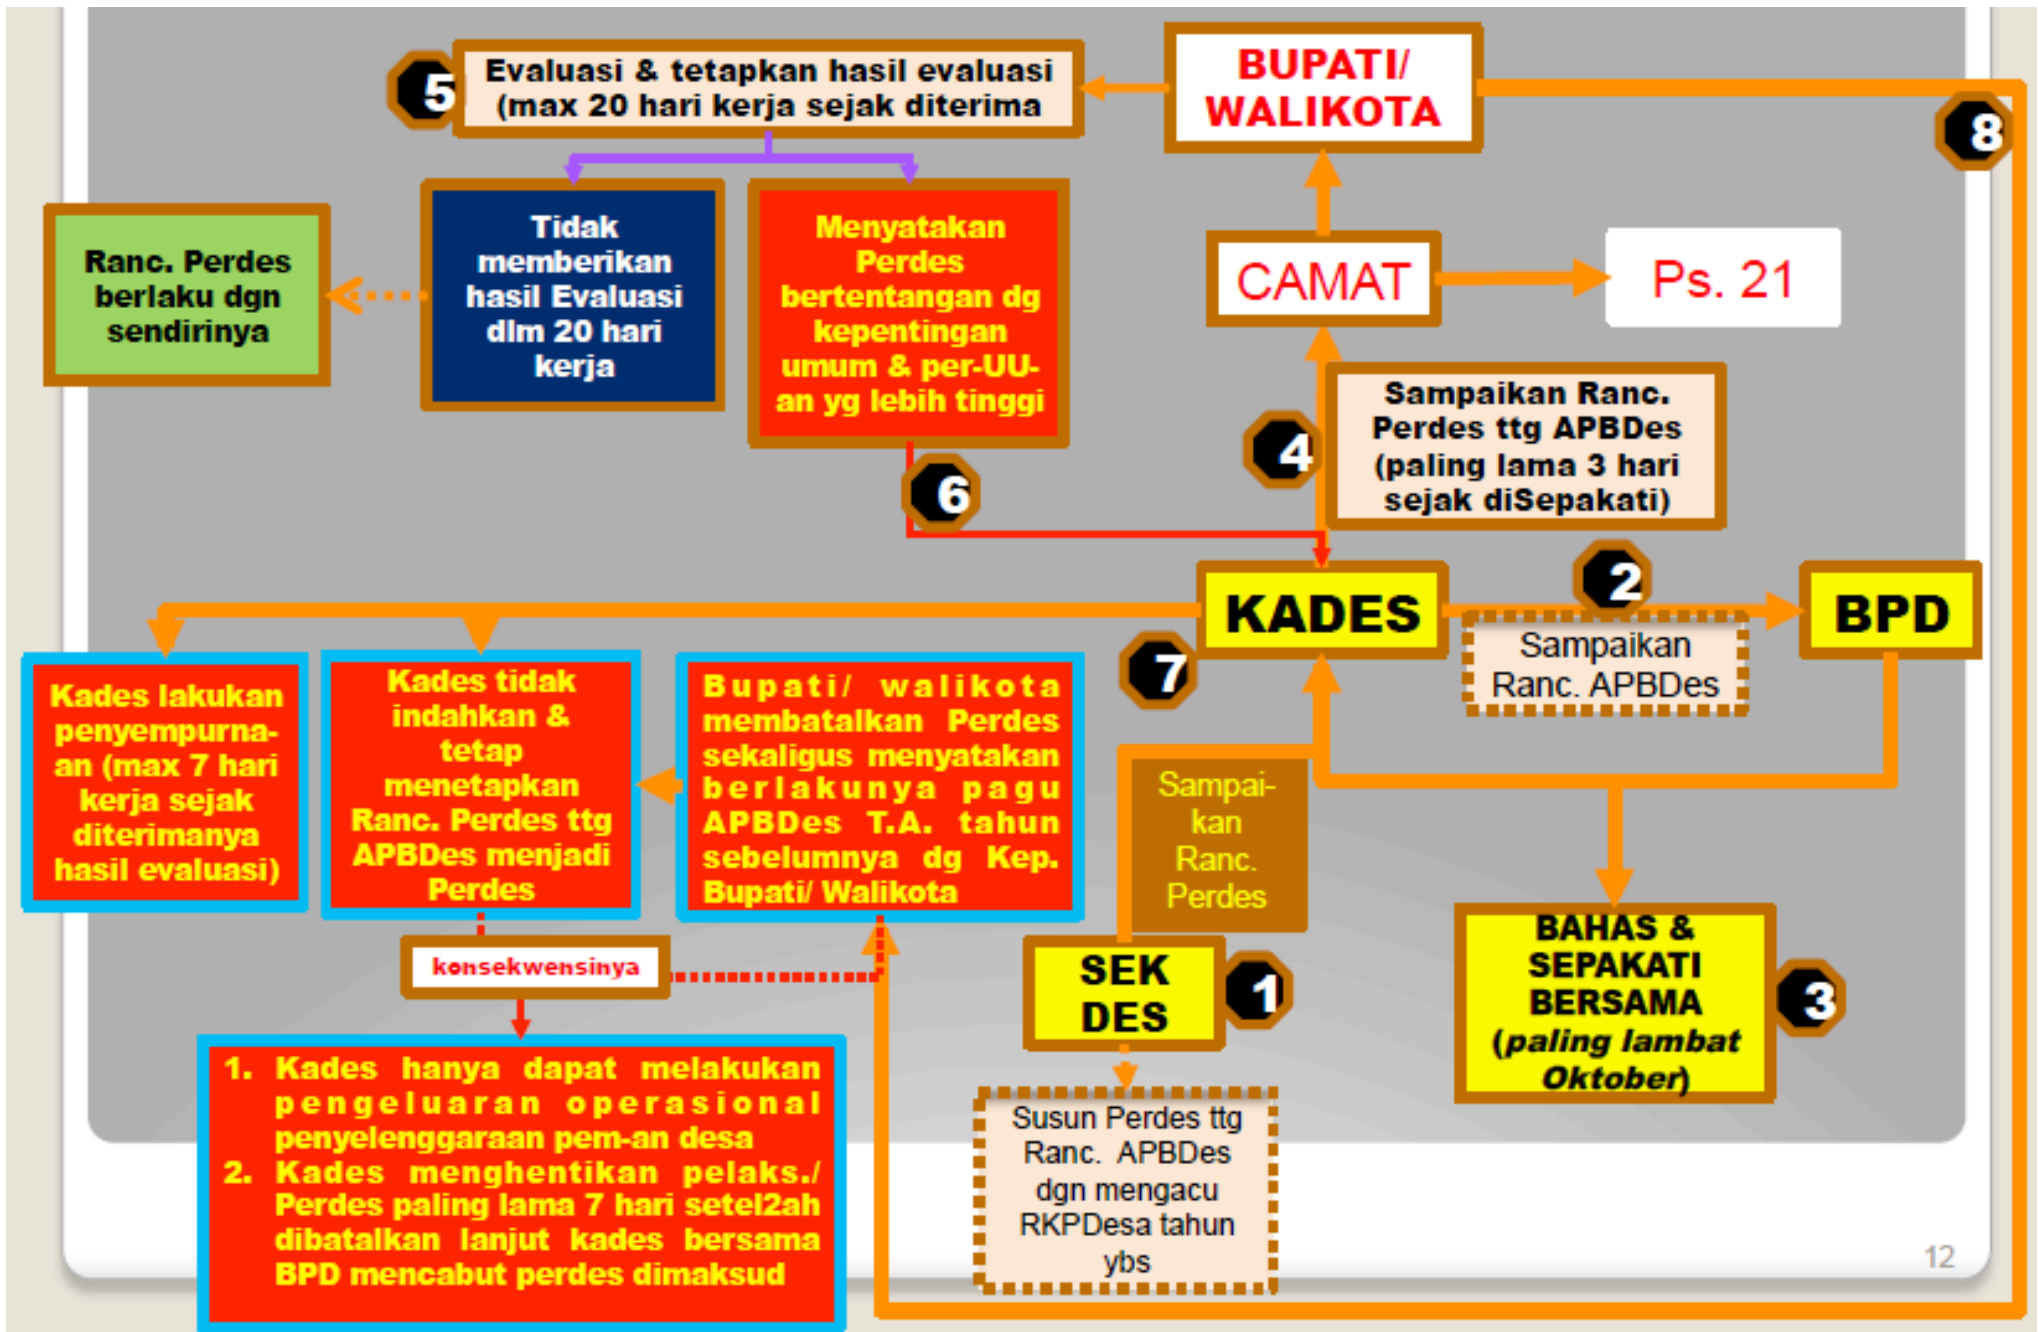 5
Evaluasi & tetapkan hasil evaluasi
(max 20 hari kerja sejak diterima
BUPATI/
WALIKOTA
8
Ranc. Perdes
berlaku dgn
sendirinya
Tidak
memberikan
hasil Evaluasi
dlm 20 hari
kerja
Menyatakan
Perdes
bertentangan dg
kepentingan
umum & per-UU-
an yg lebih tinggi
CAMAT
Ps. 21
4
Sampaikan Ranc.
Perdes ttg APBDes
(paling lama 3 hari
sejak diSepakati)
6
KADES
2
Sampaikan
Ranc. APBDes
BPD
7
Kades lakukan
penyempurna-
an (max 7 hari
kerja sejak
diterimanya
hasil evaluasi)
Kades tidak
indahkan &
tetap
menetapkan
Ranc. Perdes ttg
APBDes menjadi
Perdes
Bupati/ walikota
membatalkan Perdes
sekaligus menyatakan
berlakunya pagu
APBDes T.A. tahun
sebelumnya dg Kep.
Bupati/ Walikota
Sampai-
kan
Ranc.
Perdes
konsekwensinya
SEK
DES
1
BAHAS &
SEPAKATI
BERSAMA
(paling lambat
Oktober)
3
1. Kades hanya dapat melakukan
pengeluaran operasional
penyelenggaraan pem-an desa
2. Kades menghentikan pelaks./
Perdes paling lama 7 hari setel2ah
dibatalkan lanjut kades bersama
BPD mencabut perdes dimaksud
Susun Perdes ttg
Ranc. APBDes
dgn mengacu
RKPDesa tahun
ybs
12